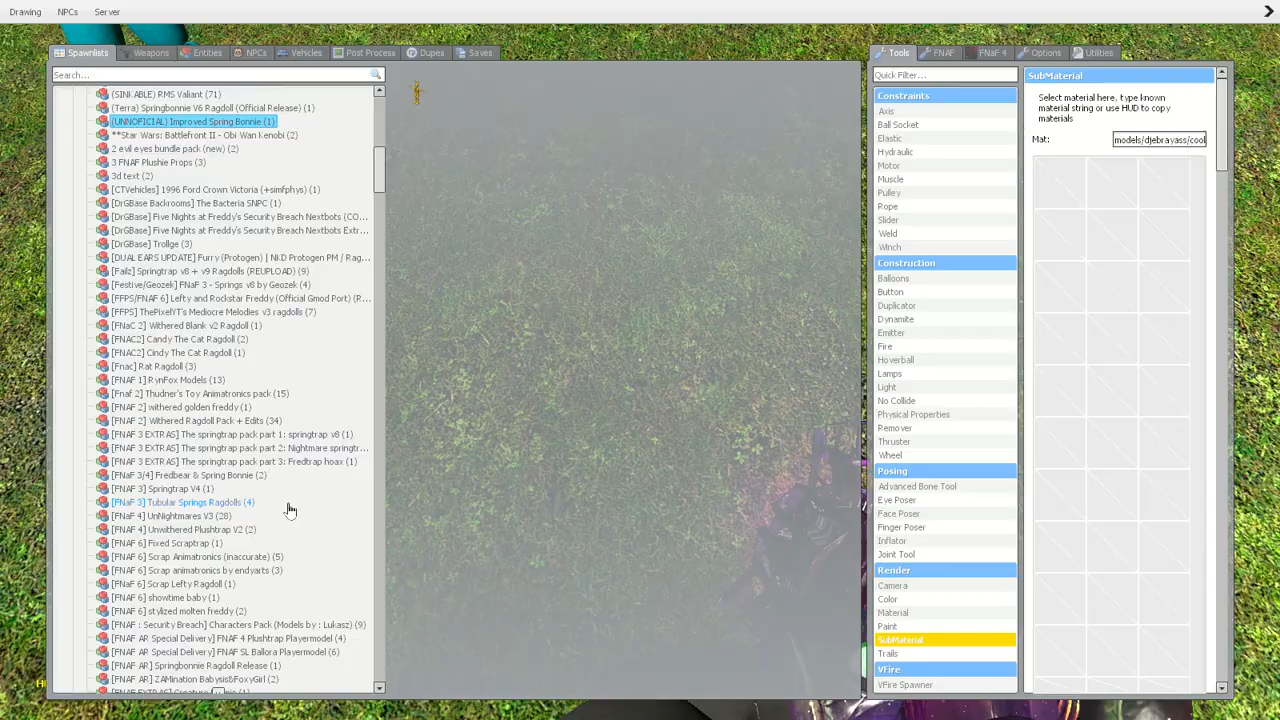 Drawing NPCs Server
Spawnlists Weapons Entities NPCs Vehicles Post Process Dupes Saves
Search...
(SINKABLE) RMS Valiant (71)
(Terra) Springbonnie V6 Ragdoll (Official Release) (1)
(UNNOFICIAL) Improved Spring Bonnie (1)
**Star Wars: Battlefront II - Obi Wan Kenobi (2)
2 evil eyes bundle pack (new) (2)
3 FNAF Plushie Props (3)
3d text (2)
[CTVehicles] 1996 Ford Crown Victoria (+simfphys) (1)
[DrGBase Backrooms] The Bacteria SNPC (1)
[DrGBase] Five Nights at Freddy's Security Breach Nextbots (CO...
[DrGBase] Five Nights at Freddy's Security Breach Nextbots Extr...
[DrGBase] Trollge (3)
[DUAL EARS UPDATE] Furry (Protogen) | NKD Protogen PM / Rag...
[Failz] Springtrap v8 + v9 Ragdolls (REUPLOAD) (9)
[Festive/Geozek]FNaF 3 - Springs v8 by Geozek (4)
[FFPS/FNAF 6] Lefty and Rockstar Freddy (Official Gmod Port) (R...
[FFPS] ThePixelYT's Mediocre Melodies v3 ragdolls (7)
[FNaC 2] Withered Blank v2 Ragdoll (1)
[FNAC2] Candy The Cat Ragdoll (2)
[FNAC2] Cindy The Cat Ragdoll (1)
[Fnac] Rat Ragdoll (3)
[FNAF 1] RynFox Models (13)
[Fnaf 2] Thudner's Toy Animatronics pack (15)
[FNAF 2] withered golden freddy (1)
[FNAF 2] Withered Ragdoll Pack + Edits (34)
[FNAF 3 EXTRAS] The springtrap pack part 1: springtrap v8 (1)
[FNAF 3 EXTRAS] The springtrap pack part 2: Nightmare springtr...
[FNAF 3 EXTRAS] The springtrap pack part 3: Fredtrap hoax (1)
[FNaF 3/4] Fredbear & Spring Bonnie (2)
[FNAF 3] Springtrap V4 (1)
[FNaF 3] Tubular Springs Ragdolls (4)
[FNaF 4] UnNightmares V3 (28)
[FNAF 4] Unwithered Plushtrap V2 (2)
[FNAF 6] Fixed Scraptrap (1)
[FNAF 6] Scrap Animatronics (inaccurate) (5)
[FNAF 6] Scrap animatronics by endyarts (3)
[FNaF 6] Scrap Lefty Ragdoll (1)
[FNAF 6] showtime baby (1)
[FNAF 6] stylized molten freddy (2)
[FNAF : Security Breach] Characters Pack (Models by : Lukasz) (9)
[FNAF AR Special Delivery] FNAF 4 Plushtrap Playermodel (4)
[FNAF AR Special Delivery] FNAF SL Ballora Playermodel (6)
[FNAF AR] Springbonnie Ragdoll Release (1)
[FNAF AR] ZAMination Babysis&FoxyGirl (2)
Tools FNAF FNAF 4 Options Utilities
Quick Filter...
Constraints
Axis
Ball Socket
Elastic
Hydraulic
Motor
Muscle
Pulley
Rope
Slider
Weld
Winch
Construction
Balloons
Button
Duplicator
Dynamite
Emitter
Fire
Hoverball
Lamps
Light
No Collide
Physical Properties
Remover
Thruster
Wheel
Posing
Advanced Bone Tool
Eye Poser
Face Poser
Finger Poser
Inflator
Joint Tool
Render
Camera
Color
Material
Paint
SubMaterial
Trails
VFire
VFire Spawner
SubMaterial
Select material here, type known
material string or use HUD to copy
materials
Mat: models/djebrayass/cool